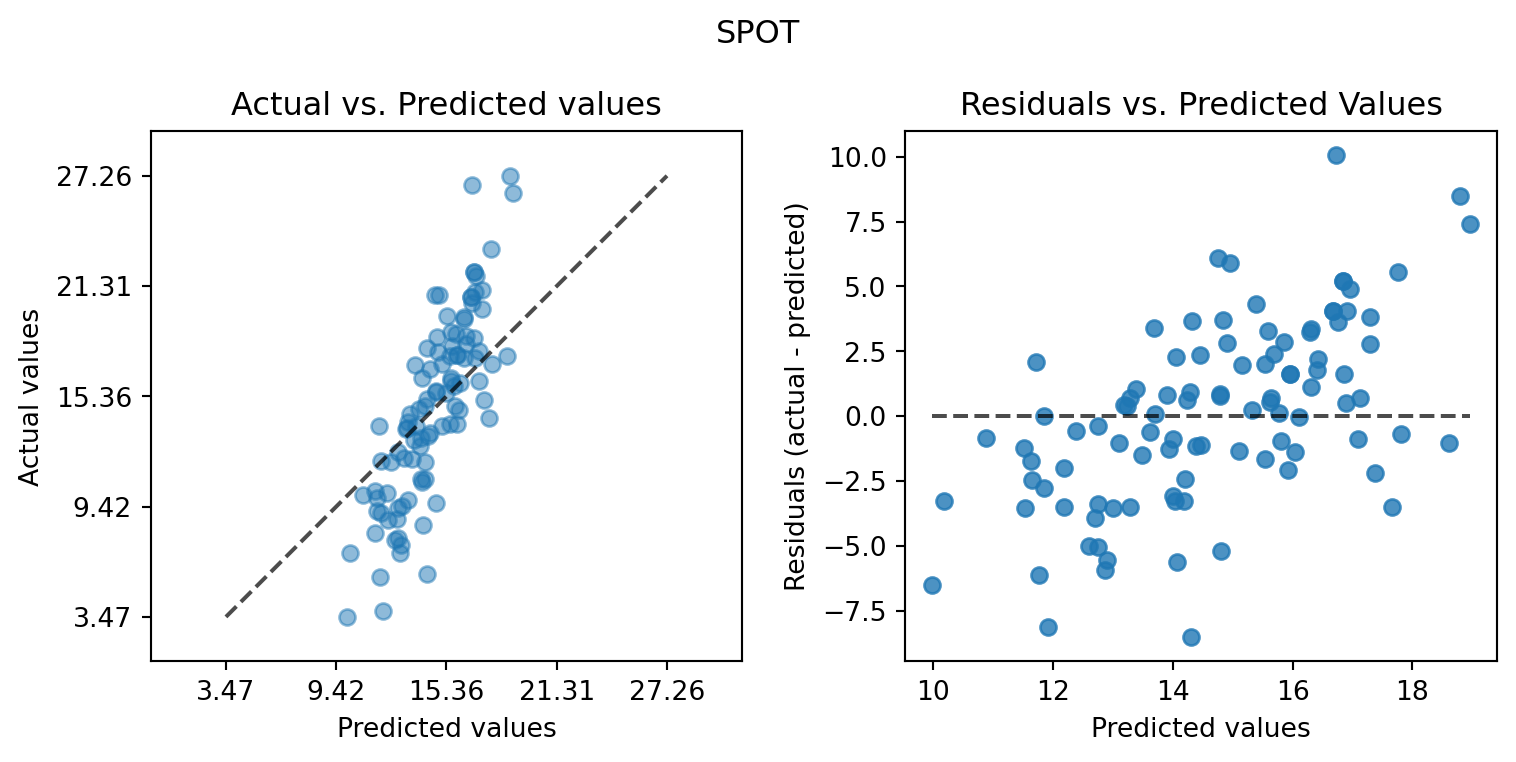 SPOT
Actual vs. Predicted values
Actual values
27.26
21.31
15.36
9.42
3.47
3.47 9.42 15.36 21.31 27.26
Predicted values
Residuals vs. Predicted Values
Residuals (actual - predicted)
10.0
7.5
5.0
2.5
0.0
−2.5
−5.0
−7.5
10 12 14 16 18
Predicted values